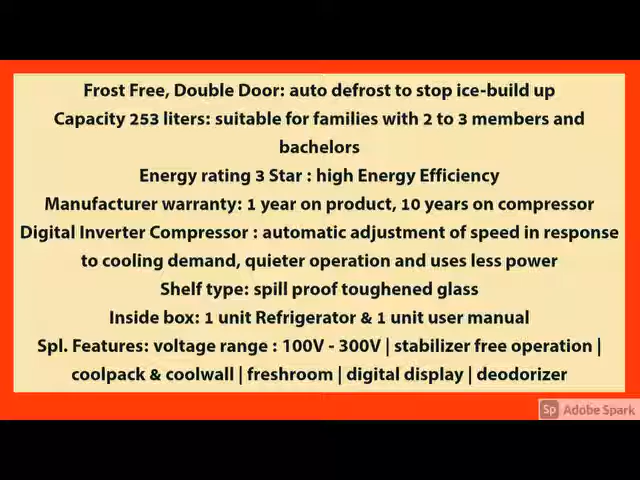 Frost Free, Double Door: auto defrost to stop ice-build up
Capacity 253 liters: suitable for families with 2 to 3 members and
bachelors
Energy rating 3 Star : high Energy Efficiency
Manufacturer warranty: 1 year on product, 10 years on compressor
Digital Inverter Compressor : automatic adjustment of speed in response
to cooling demand, quieter operation and uses less power
Shelf type: spill proof toughened glass
Inside box: 1 unit Refrigerator & 1 unit user manual
Spl. Features: voltage range : 100V - 300V | stabilizer free operation |
coolpack & coolwall | freshroom | digital display | deodorizer
Sp Adobe Spark